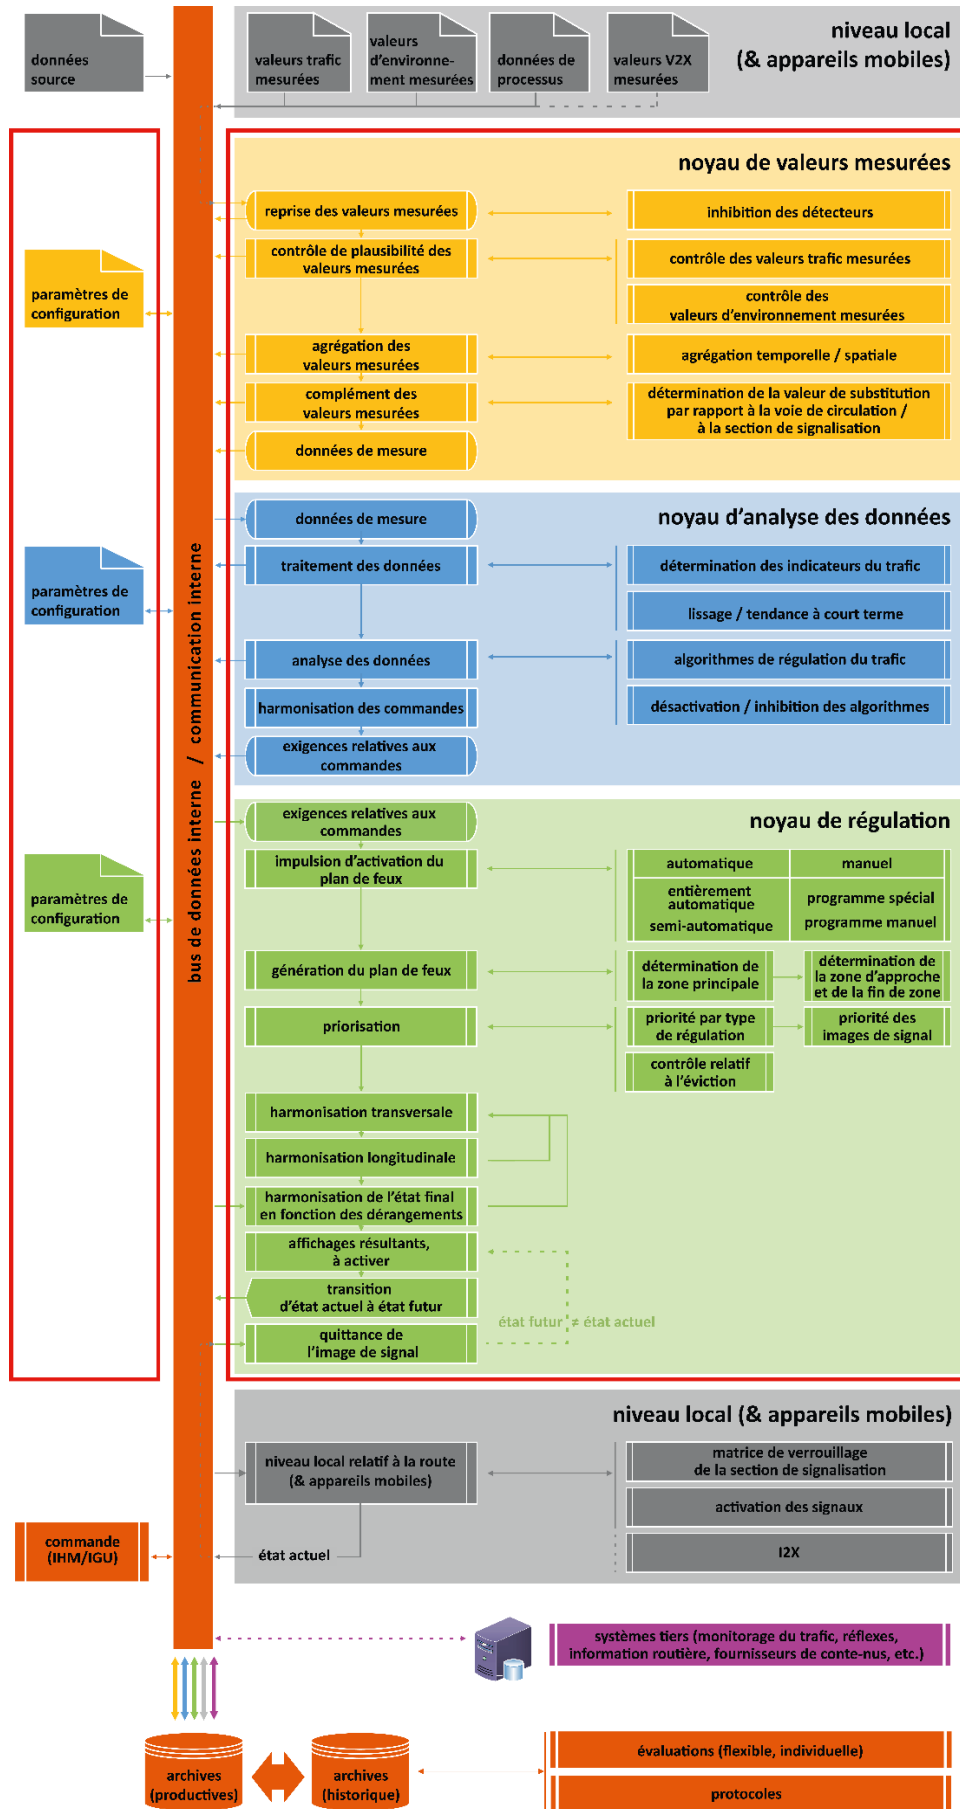 niveau local
(& appareils mobiles)
données
source
valeurs trafic
mesurées
valeurs
d'environne-
ment mesurées
données de
processus
valeurs V2X
mesurées
bus de données interne / communication interne
noyau de valeurs mesurées
reprise des valeurs mesurées
inhibition des détecteurs
contrôle de plausibilité des
valeurs mesurées
contrôle des valeurs trafic mesurées
paramètres de
configuration
contrôle des
valeurs d'environnement mesurées
agrégation des
valeurs mesurées
agrégation temporelle / spatiale
complément des
valeurs mesurées
détermination de la valeur de substitution
par rapport à la voie de circulation /
à la section de signalisation
données de mesure
noyau d'analyse des données
données de mesure
traitement des données
détermination des indicateurs du trafic
paramètres de
configuration
lissage / tendance à court terme
analyse des données
algorithmes de régulation du trafic
harmonisation des commandes
désactivation / inhibition des algorithmes
exigences relatives aux
commandes
noyau de régulation
exigences relatives aux
commandes
impulsion d'activation du
plan de feux
automatique
manuel
entièrement
automatique
programme spécial
semi-automatique
programme manuel
paramètres de
configuration
génération du plan de feux
détermination de
la zone principale
détermination de
la zone d'approche
et de la fin de zone
priorisation
priorité par type
de régulation
priorité des
images de signal
contrôle relatif
à l'éviction
harmonisation transversale
harmonisation longitudinale
harmonisation de l'état final
en fonction des dérangements
affichages résultants,
à activer
transition
d'état actuel à état futur
état futur ≠ état actuel
quittance de
l'image de signal
niveau local (& appareils mobiles)
niveau local relatif à la route
(& appareils mobiles)
matrice de verrouillage
de la section de signalisation
activation des signaux
I2X
état actuel
commande
(IHM/IGU)
systèmes tiers (monitorage du trafic, réflexes,
information routière, fournisseurs de conte-nus, etc.)
archives
(productives)
archives
(historique)
évaluations (flexible, individuelle)
protocoles